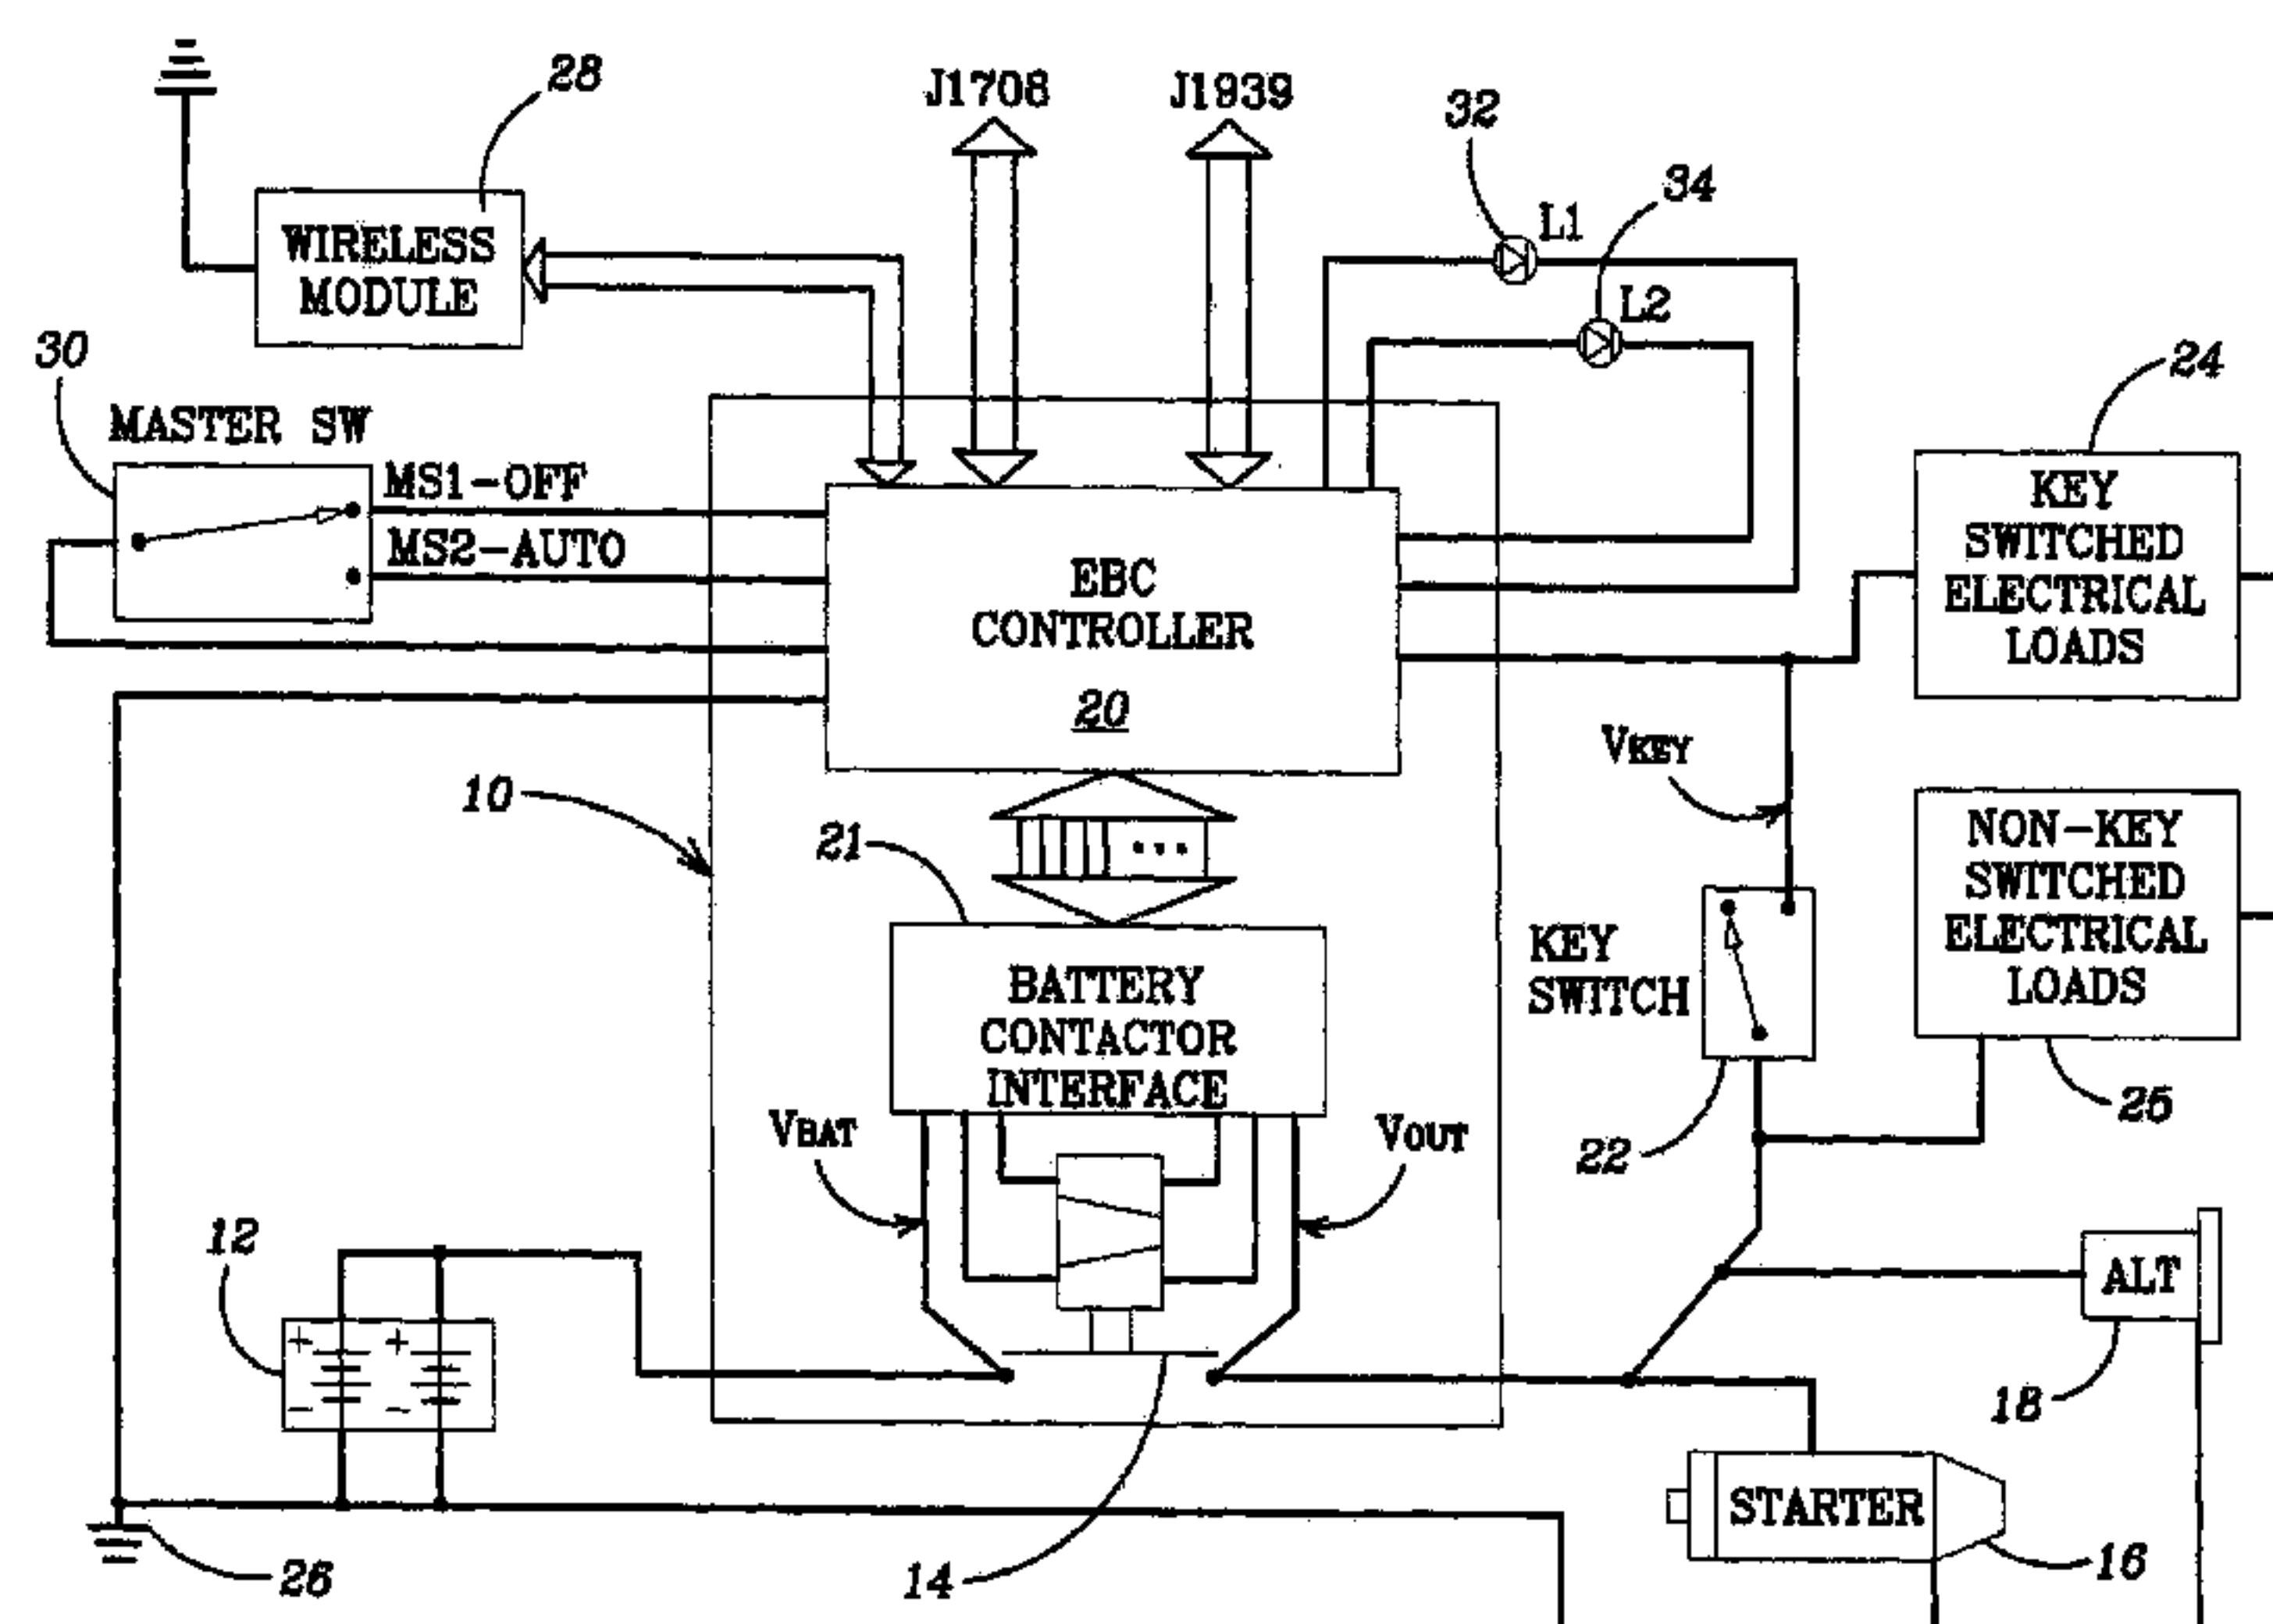 28
J1708
J1939
32
34
L1
L2
WIRELESS
MODULE
30
MASTER SW
MS1-OFF
MS2-AUTO
24
KEY
SWITCHED
ELECTRICAL
LOADS
EBC
CONTROLLER
20
VKEY
10
21
NON-KEY
SWITCHED
ELECTRICAL
LOADS
KEY
SWITCH
BATTERY
CONTACTOR
INTERFACE
25
22
VBAT
VOUT
12
+ +
- -
ALT
18
STARTER
16
26
14